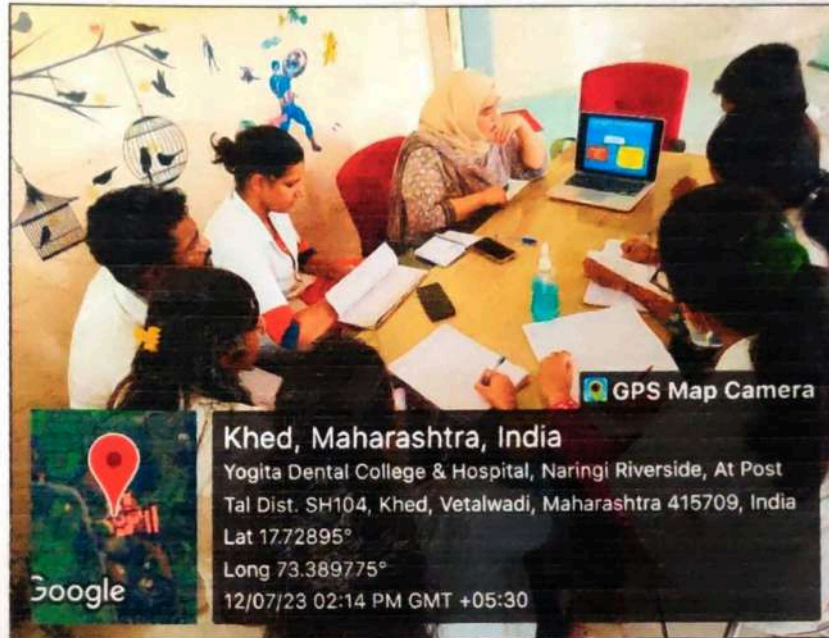 GPS Map Camera
Khed, Maharashtra, India
Yogita Dental College & Hospital, Naringi Riverside, At Post
Tal Dist. SH104, Khed, Vetalwadi, Maharashtra 415709, India
Lat 17.72895°
Long 73.389775°
12/07/23 02:14 PM GMT +05:30
Google